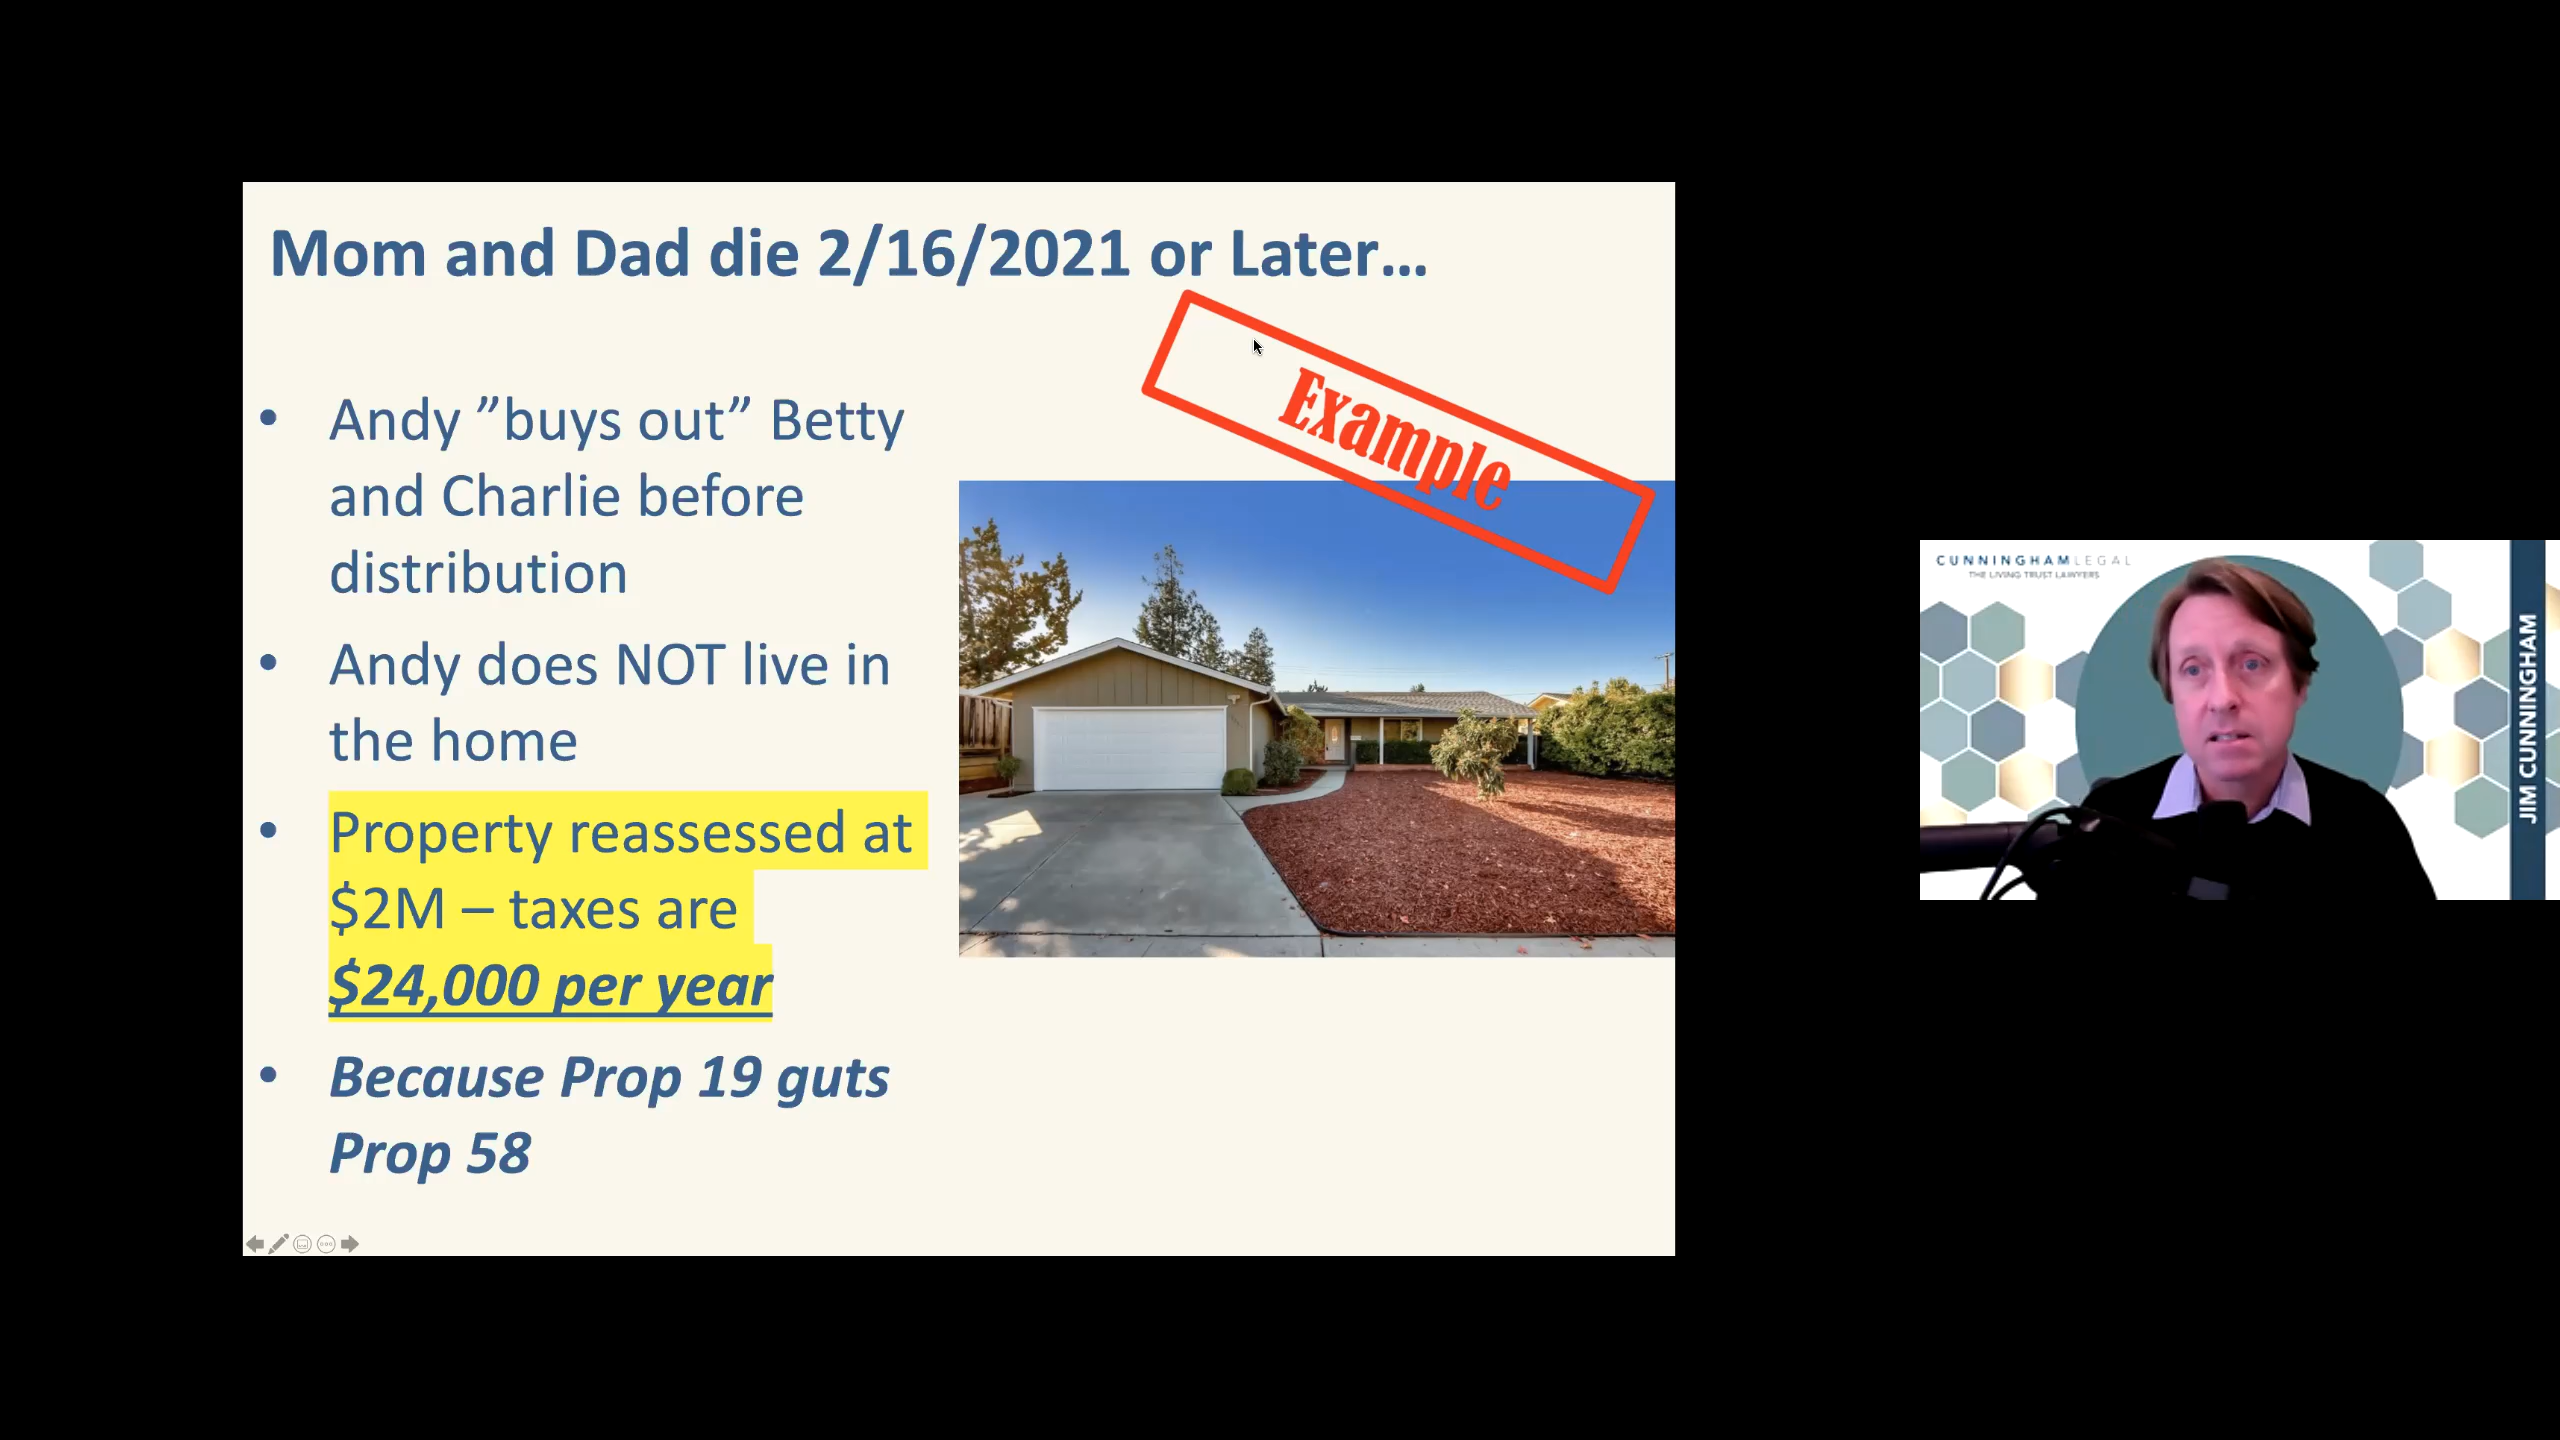 Mom and Dad die 2/16/2021 or Later...
Example
• Andy ”buys out” Betty
and Charlie before
distribution
• Andy does NOT live in
the home
• Property reassessed at
$2M – taxes are
$24,000 per year
• Because Prop 19 guts
Prop 58
CUNNINGHAMLEGAL
THE LIVING TRUST LAWYERS
JIM CUNNINGHAM